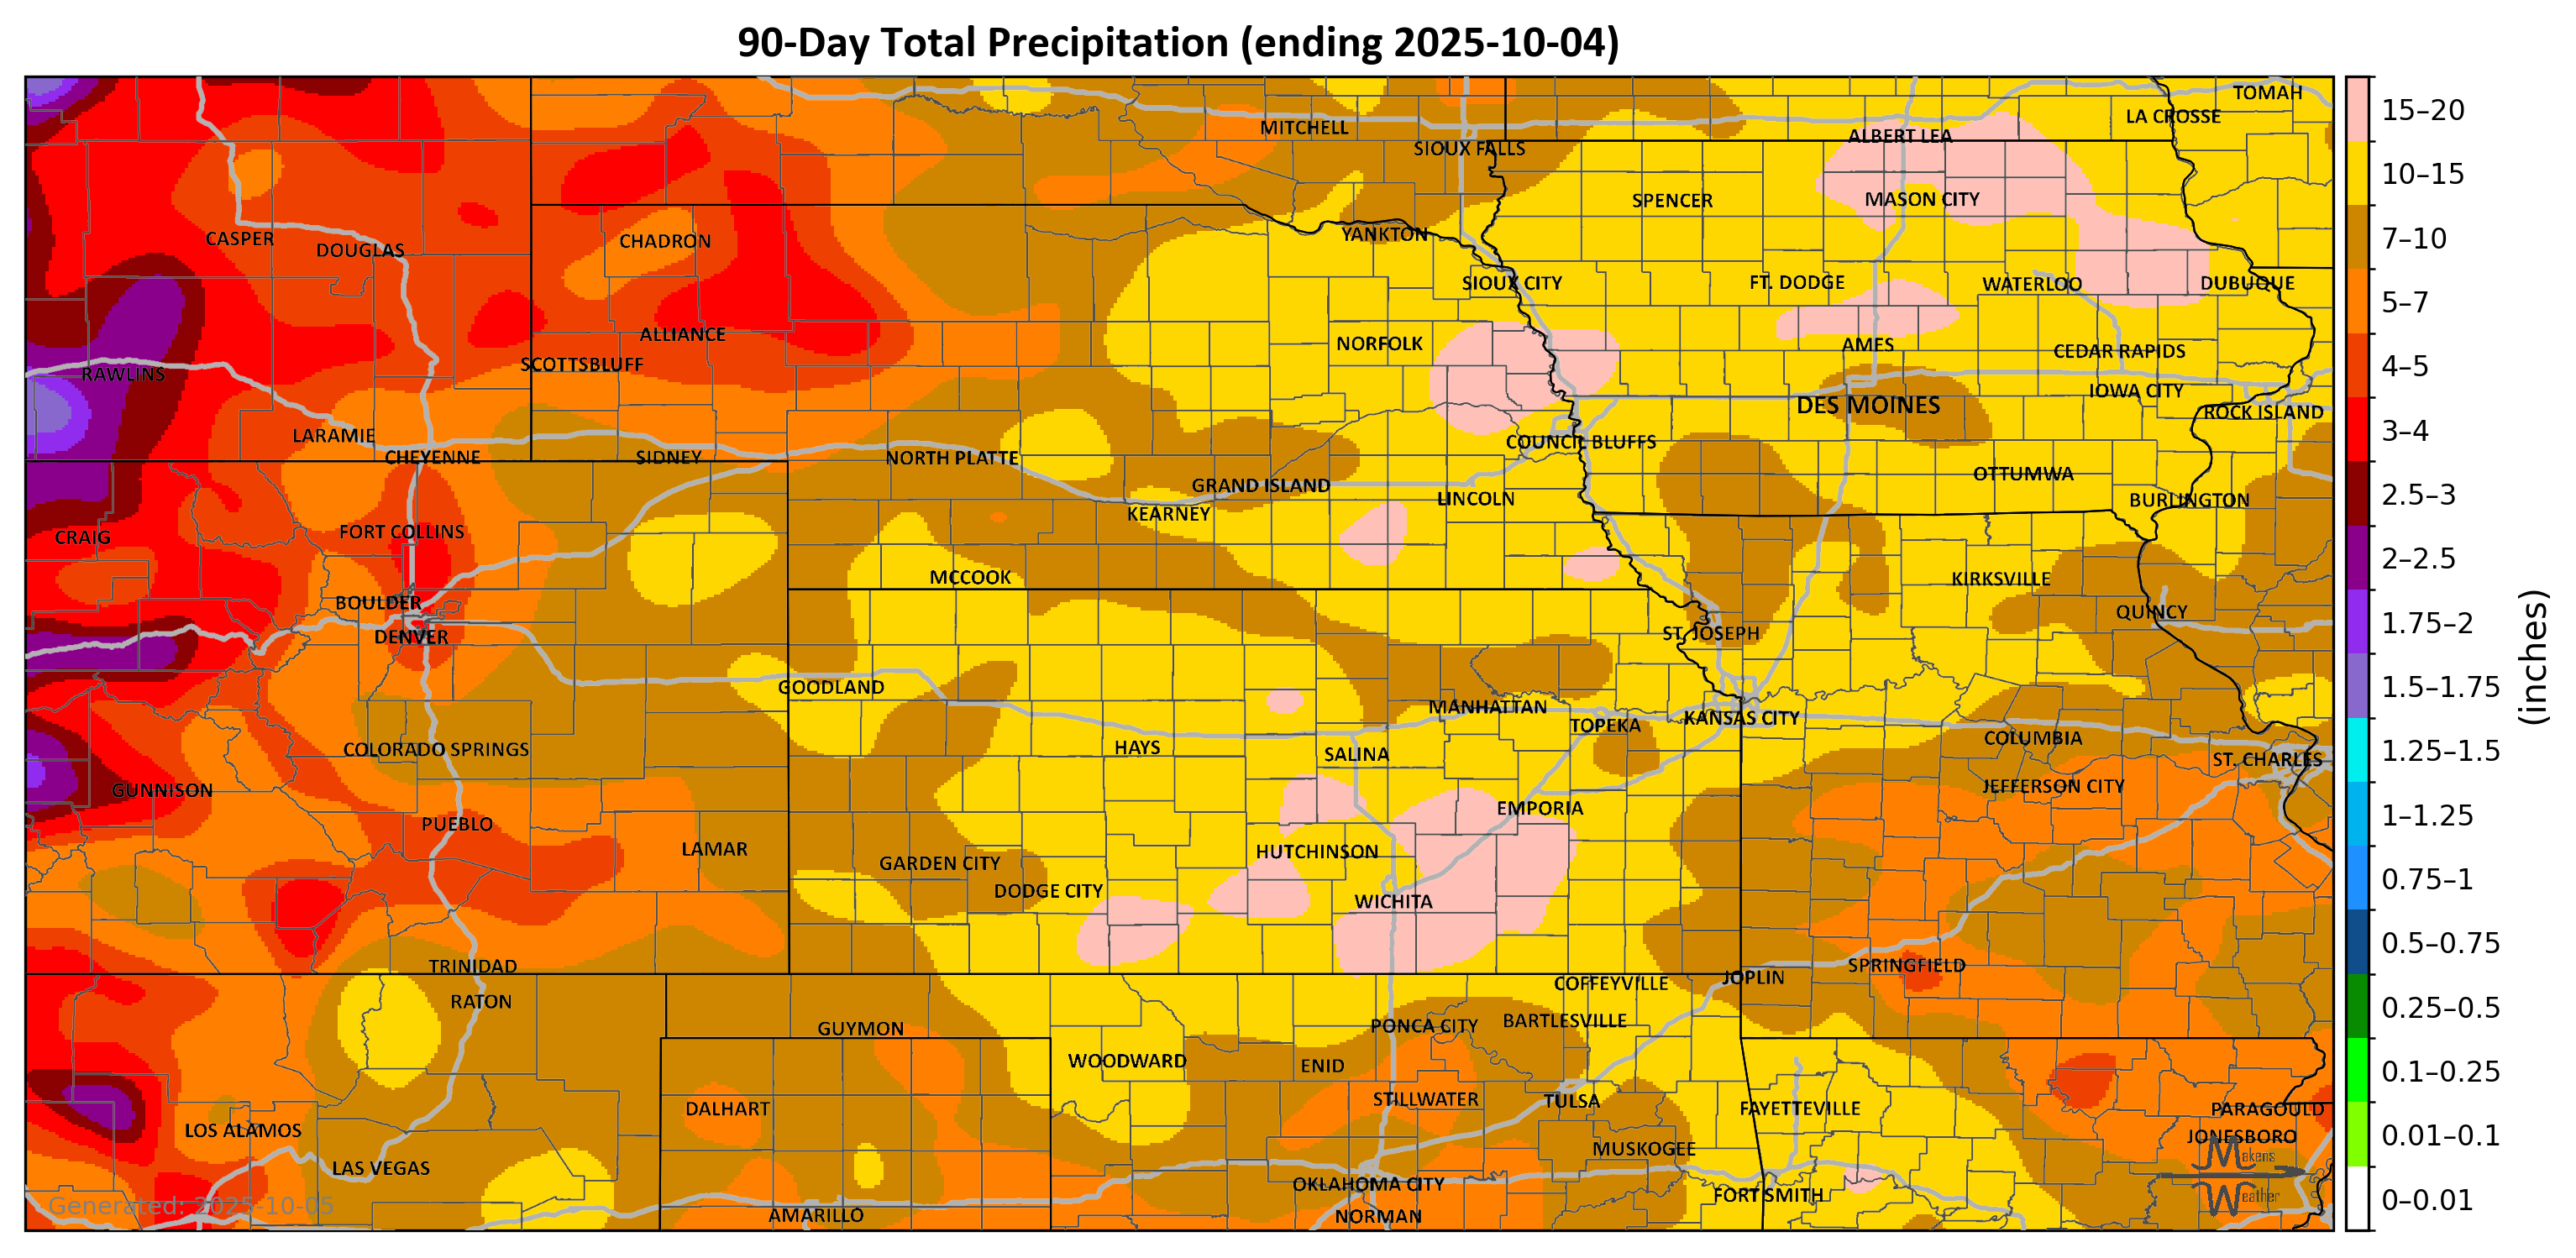 90-Day Total Precipitation (ending 2025-10-04)
TOMAH
LA CROSSE
MITCHELL
ALBERT LEA
SIOUX FALLS
SPENCER
MASON CITY
CASPER
DOUGLAS
CHADRON
YANKTON
SIOUX CITY
FT. DODGE
WATERLOO
DUBUQUE
ALLIANCE
NORFOLK
AMES
CEDAR RAPIDS
SCOTTSBLUFF
RAWLINS
IOWA CITY
DES MOINES
ROCK ISLAND
LARAMIE
COUNCIL BLUFFS
CHEYENNE
SIDNEY
NORTH PLATTE
OTTUMWA
GRAND ISLAND
LINCOLN
BURLINGTON
KEARNEY
CRAIG
FORT COLLINS
MCCOOK
KIRKSVILLE
BOULDER
QUINCY
DENVER
ST. JOSEPH
GOODLAND
MANHATTAN
TOPEKA
KANSAS CITY
COLORADO SPRINGS
HAYS
SALINA
COLUMBIA
ST. CHARLES
GUNNISON
JEFFERSON CITY
EMPORIA
PUEBLO
LAMAR
HUTCHINSON
GARDEN CITY
DODGE CITY
WICHITA
TRINIDAD
SPRINGFIELD
JOPLIN
COFFEYVILLE
RATON
GUYMON
PONCA CITY
BARTLESVILLE
WOODWARD
ENID
DALHART
STILLWATER
TULSA
FAYETTEVILLE
PARAGOULD
LOS ALAMOS
JONESBORO
MUSKOGEE
LAS VEGAS
OKLAHOMA CITY
FORT SMITH
AMARILLO
NORMAN
Generated: 2025-10-05
Makens
Weather
15–20
10–15
7–10
5–7
4–5
3–4
2.5–3
2–2.5
1.75–2
1.5–1.75
1.25–1.5
1–1.25
0.75–1
0.5–0.75
0.25–0.5
0.1–0.25
0.01–0.1
0–0.01
(inches)